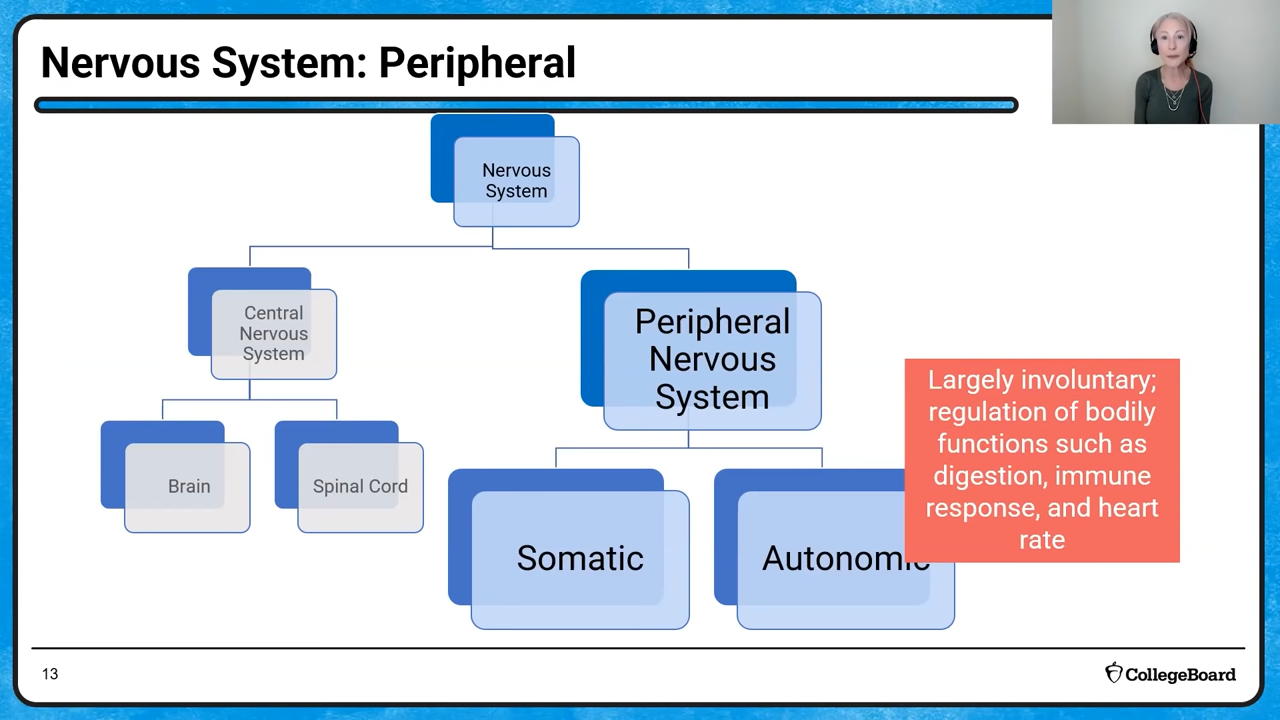 Nervous System: Peripheral
Nervous
System
Central
Nervous
System
Peripheral
Nervous
System
Brain
Spinal Cord
Somatic
Autonomic
Largely involuntary;
regulation of bodily
functions such as
digestion, immune
response, and heart
rate
13
CollegeBoard